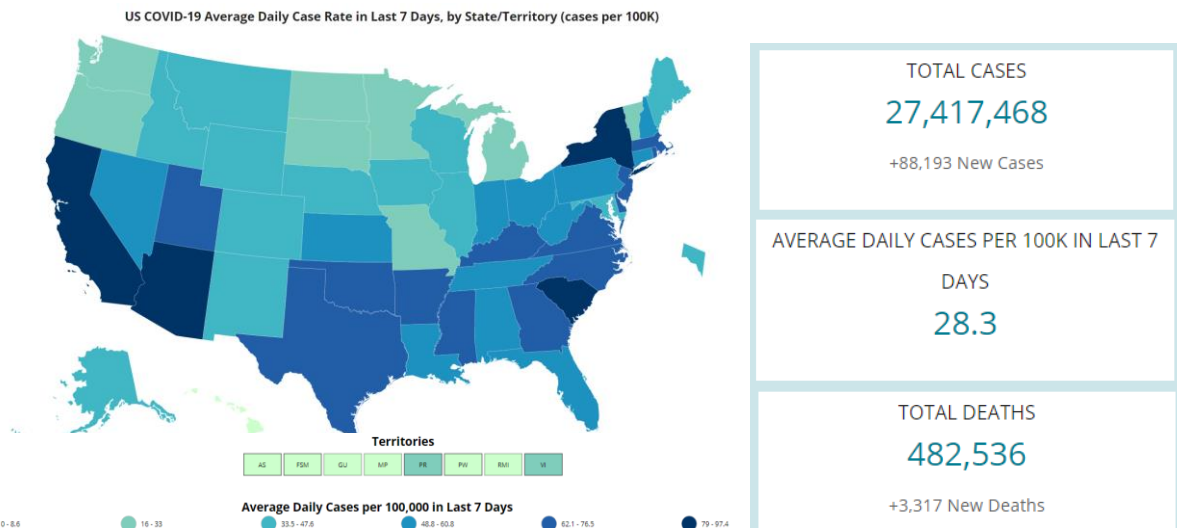 US COVID-19 Average Daily Case Rate in Last 7 Days, by State/Territory (cases per 100K)
TOTAL CASES
27,417,468
+88,193 New Cases
AVERAGE DAILY CASES PER 100K IN LAST 7
DAYS
28.3
TOTAL DEATHS
482,536
+3,317 New Deaths
Territories
AS FSM GU MP PR PW RMI VI
Average Daily Cases per 100,000 in Last 7 Days
0 - 8.6 16 - 33 33.5 - 47.6 48.8 - 60.8 62.1 - 76.5 79 - 97.4